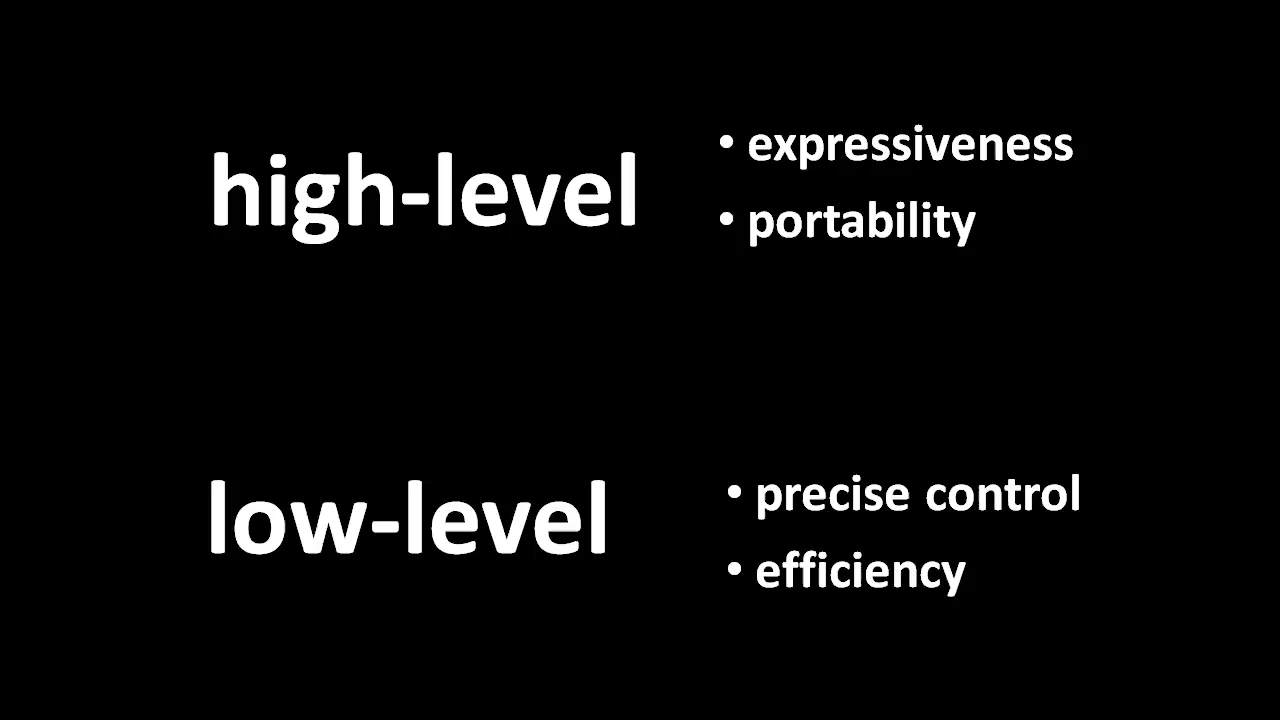 high-level
• expressiveness
• portability
low-level
• precise control
• efficiency